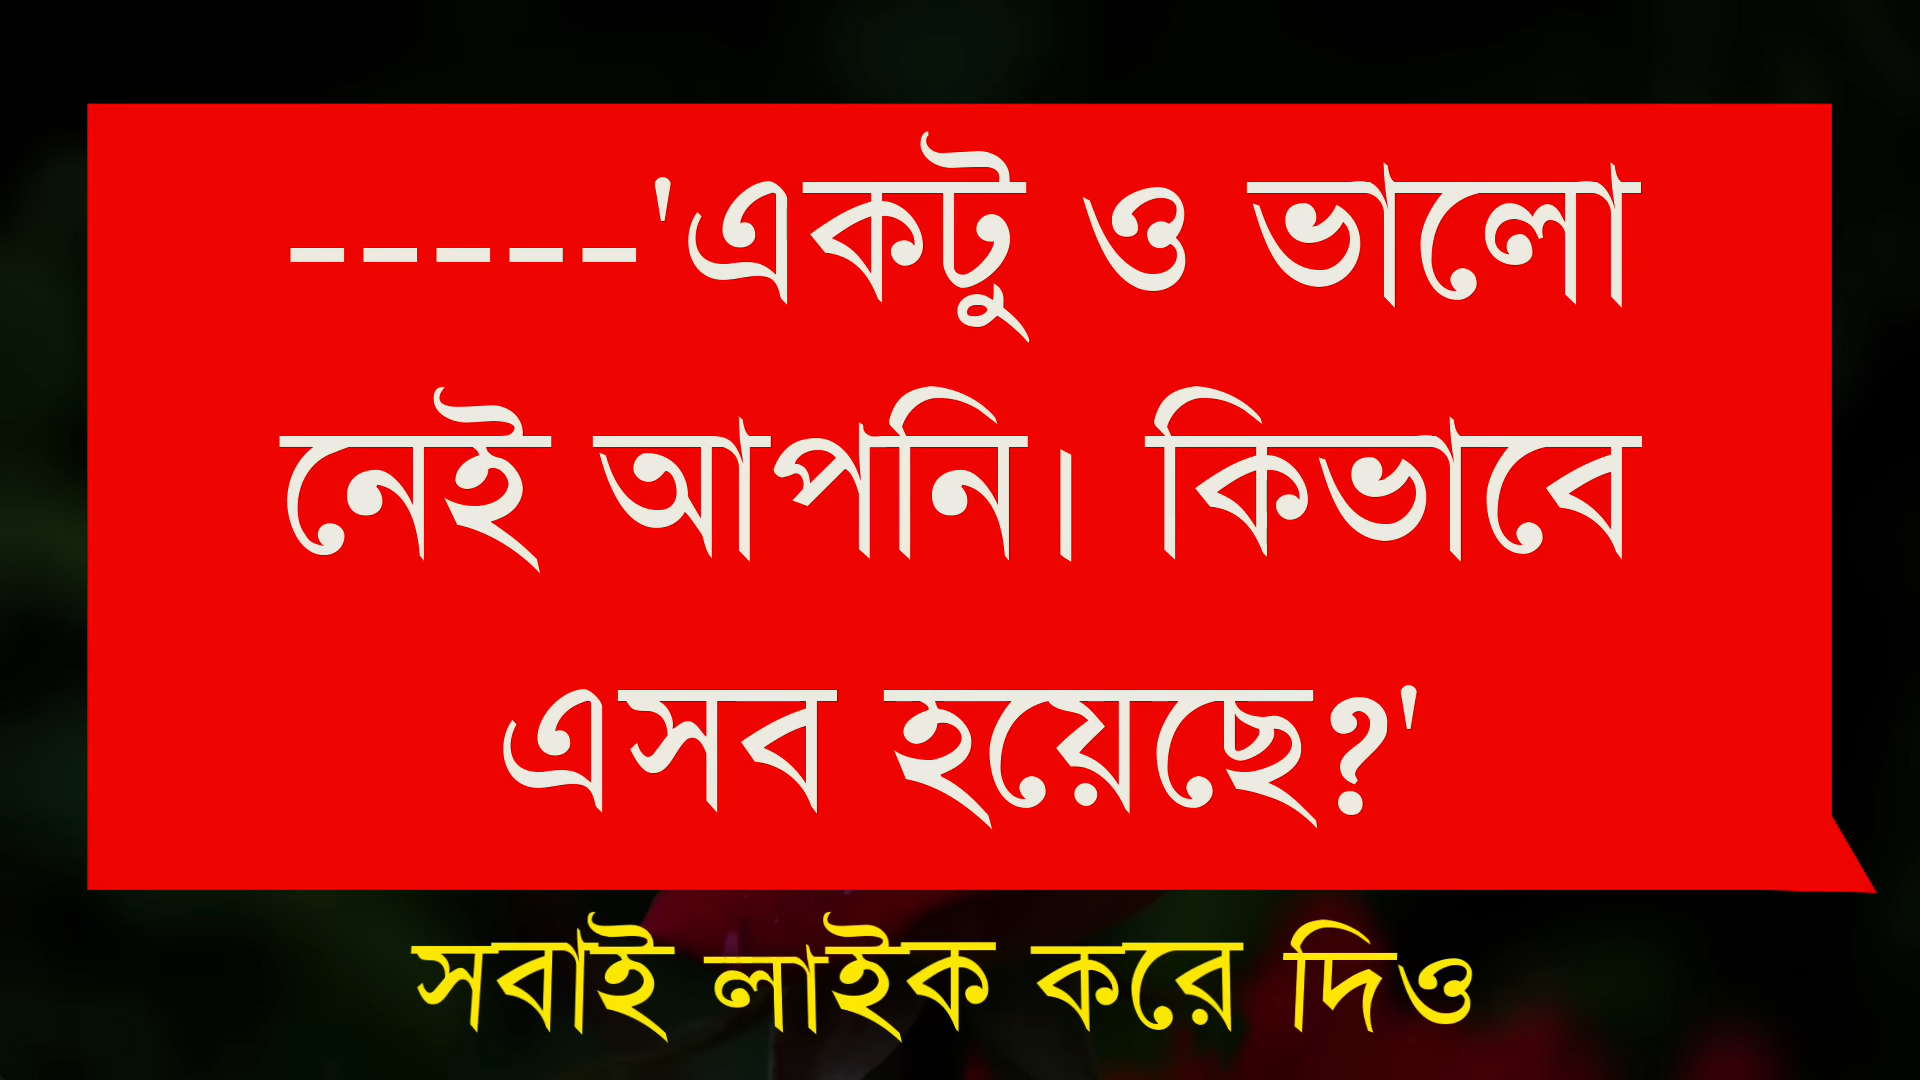 -----'একটু ও ভালো
নেই আপনি। কিভাবে
এসব হয়েছে?'
সবাই লাইক করে দিও